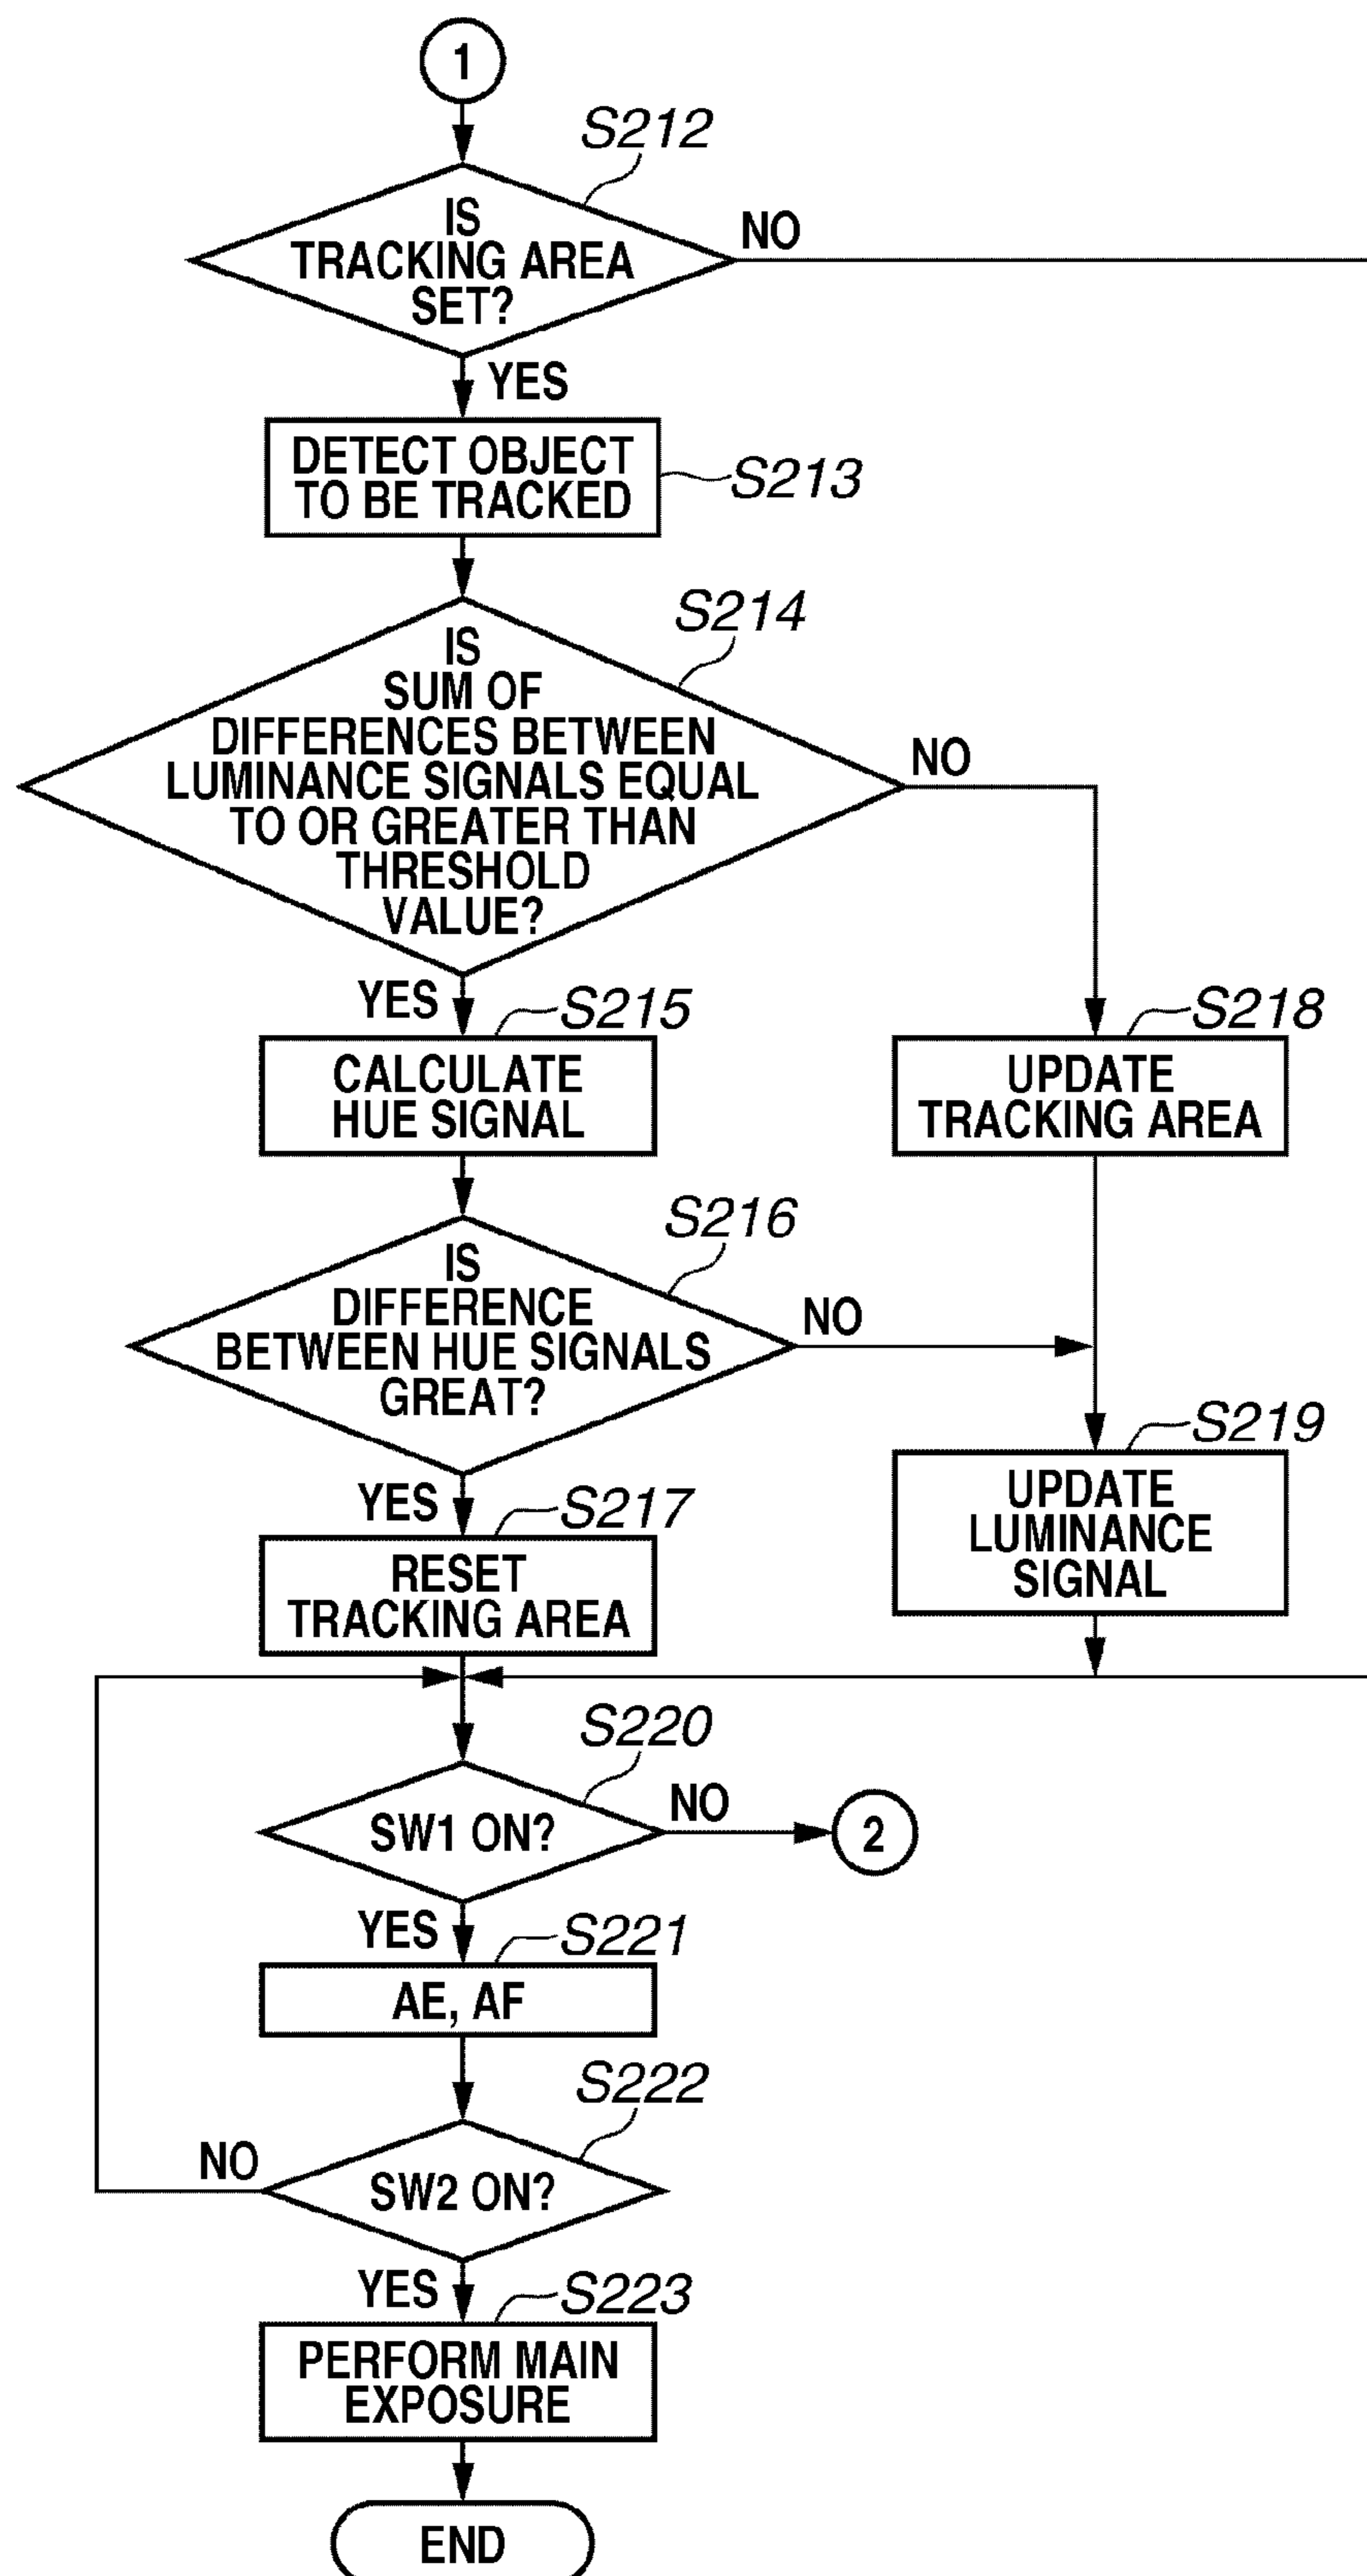 1
S212
IS
TRACKING AREA
SET?
NO
YES
DETECT OBJECT
TO BE TRACKED
S213
S214
IS
SUM OF
DIFFERENCES BETWEEN
LUMINANCE SIGNALS EQUAL
TO OR GREATER THAN
THRESHOLD
VALUE?
NO
YES
S215
CALCULATE
HUE SIGNAL
S218
UPDATE
TRACKING AREA
S216
IS
DIFFERENCE
BETWEEN HUE SIGNALS
GREAT?
NO
YES
S217
RESET
TRACKING AREA
S219
UPDATE
LUMINANCE
SIGNAL
S220
SW1 ON?
NO
2
YES
S221
AE, AF
S222
SW2 ON?
NO
YES
S223
PERFORM MAIN
EXPOSURE
END